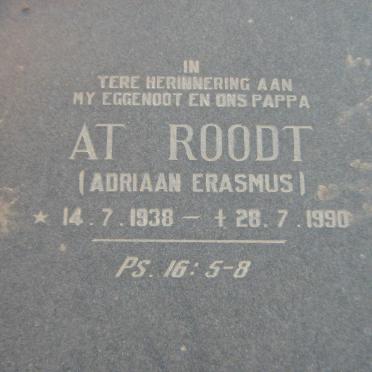 IN
TERE HERINNERING AAN
MY EGGENOOT EN ONS PAPPA
AT ROODT
(ADRIAAN ERASMUS)
★ 14.7.1938 – ✝ 28.7.1990
PS. 16: 5-8